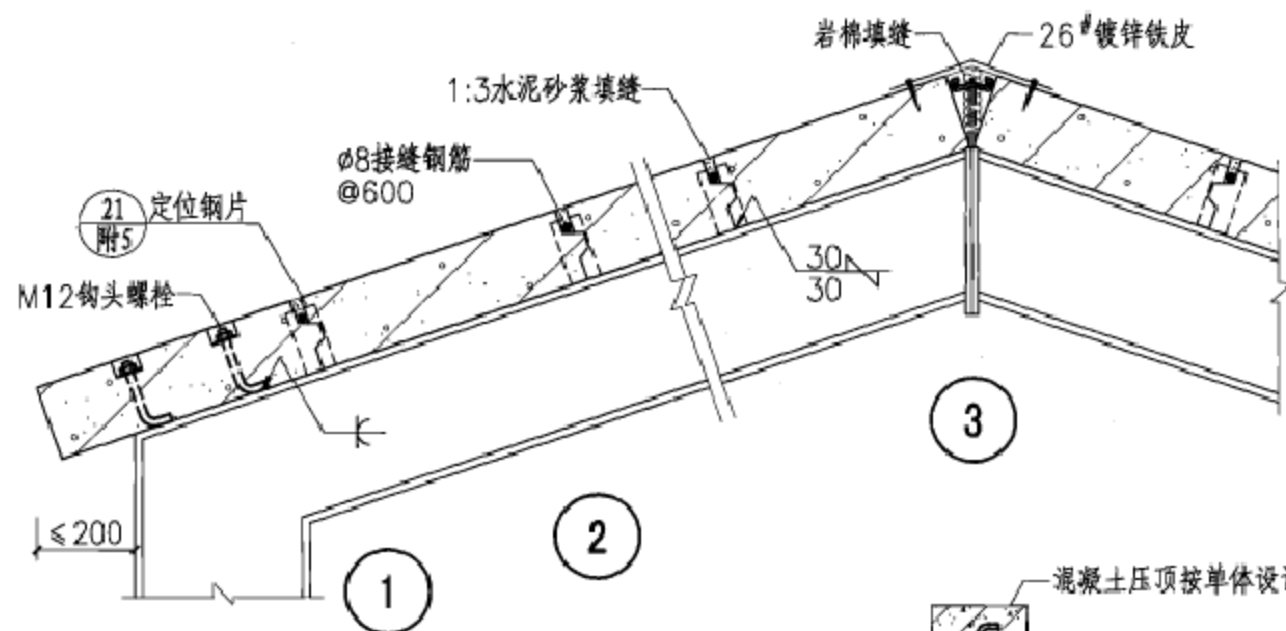 岩棉填缝
26#镀锌铁皮
1:3水泥砂浆填缝
φ8接缝钢筋
@600
21
附5
定位钢片
M12钩头螺栓
30
30
≤200
1
2
3
混凝土压顶按单体设